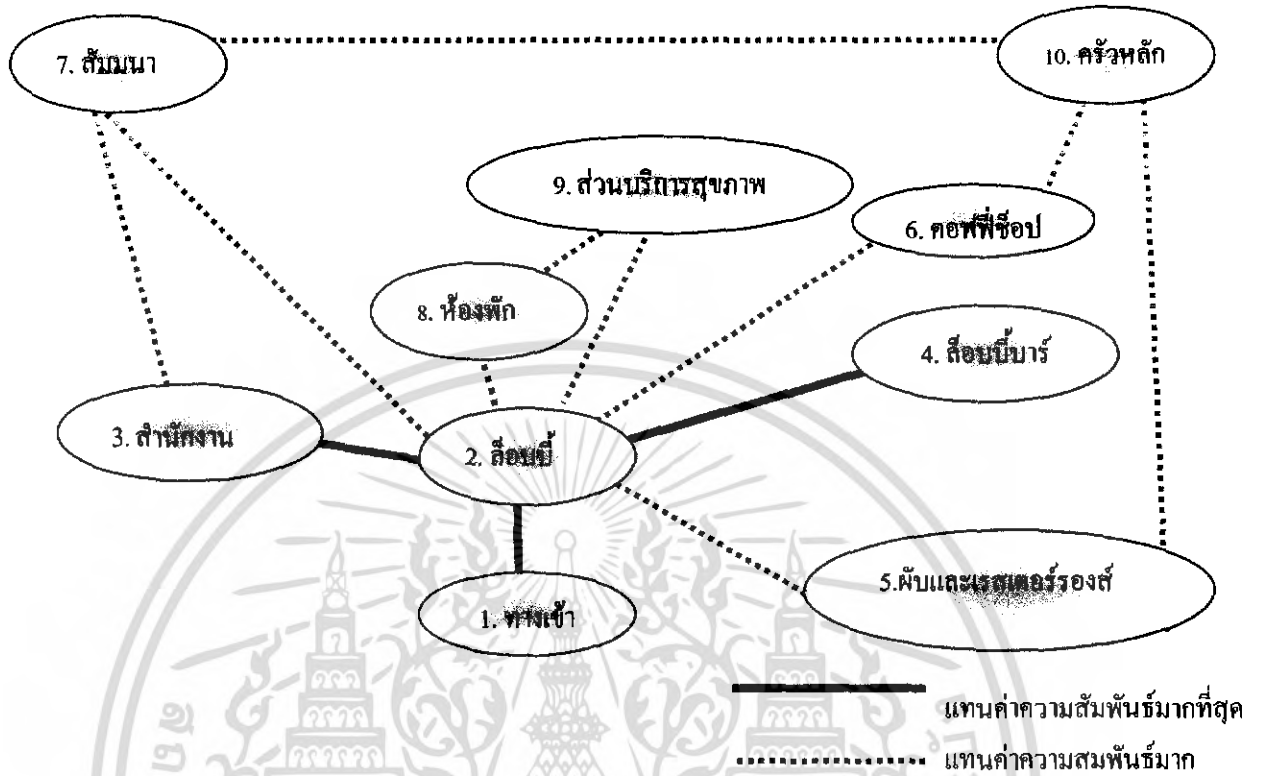 7. สัมมนา
10. ครัวหลัก
9. ส่วนบริการสุขภาพ
6. คอฟฟี่ช็อป
8. ห้องพัก
4. ล็อบบี้บาร์
3. สำนักงาน
2. ล็อบบี้
5.ผับและเรสเตอร์รองส์
1. ทางเข้า
แทนค่าความสัมพันธ์มากที่สุด
แทนค่าความสมพันธ์มาก